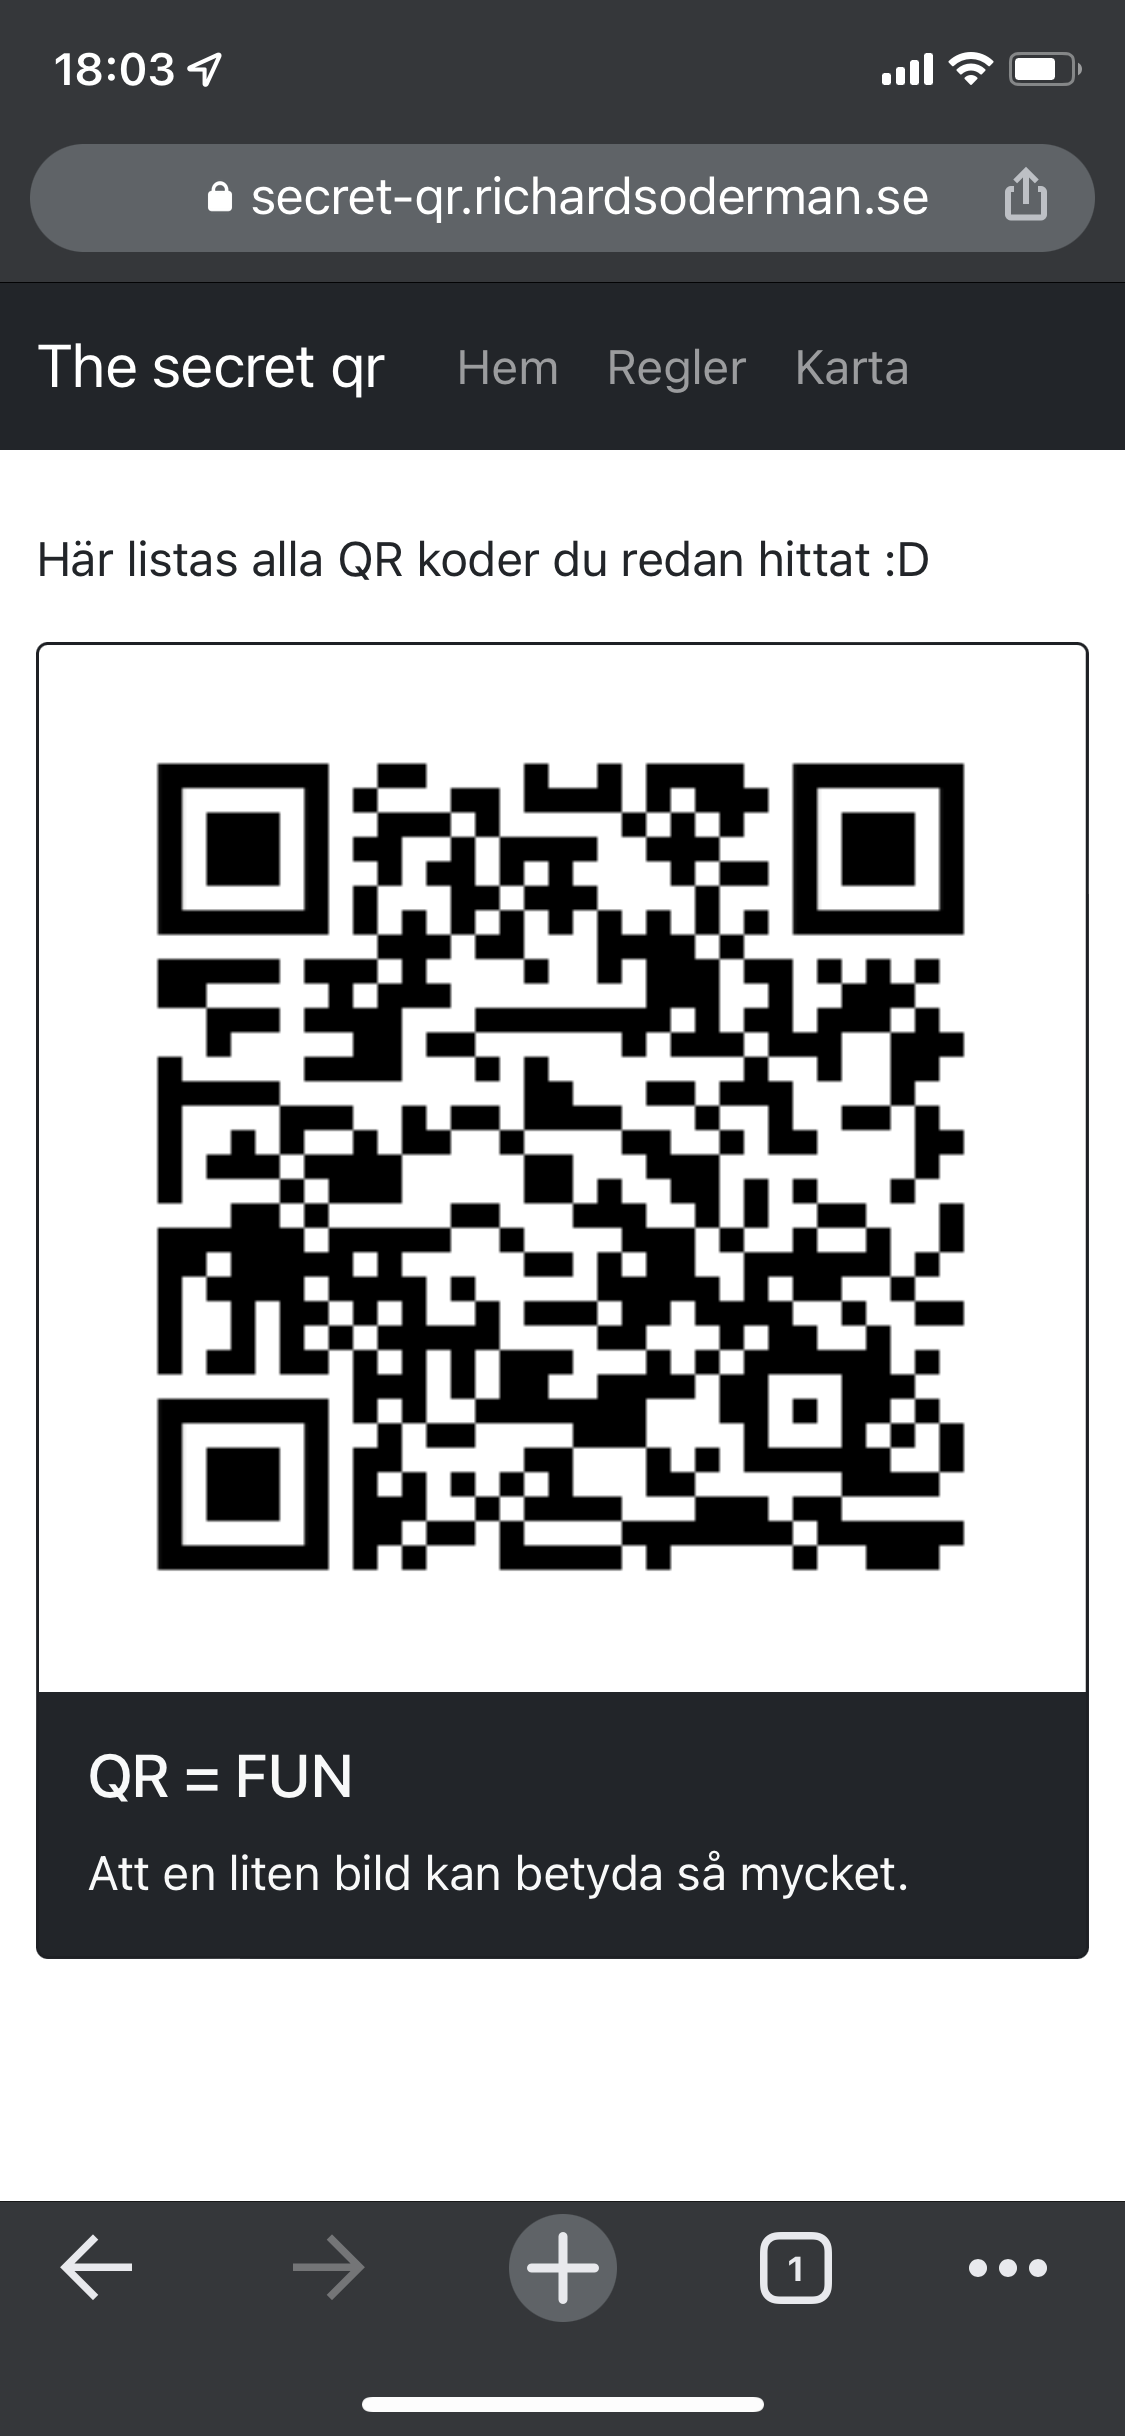 18:03
secret-qr.richardsoderman.se
The secret qr Hem Regler Karta
Här listas alla QR koder du redan hittat :D
QR = FUN
Att en liten bild kan betyda så mycket.
1